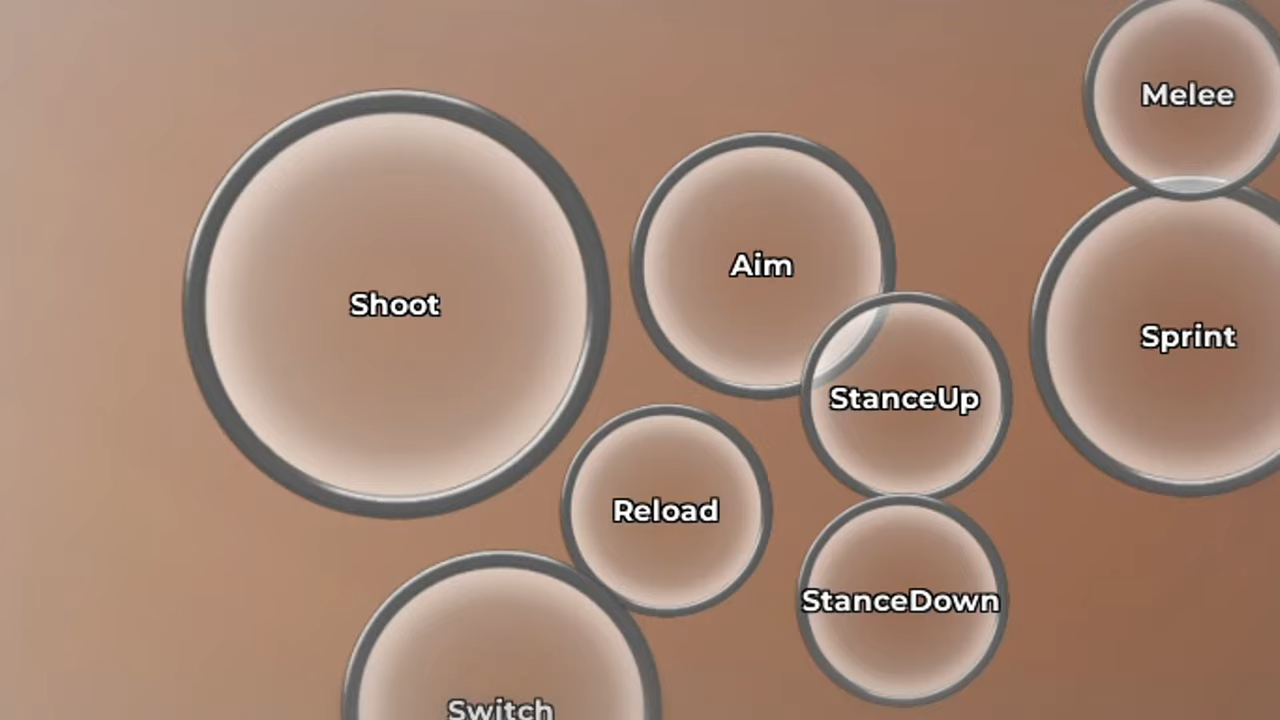 Melee
Aim
Shoot
Sprint
StanceUp
Reload
StanceDown
Switch